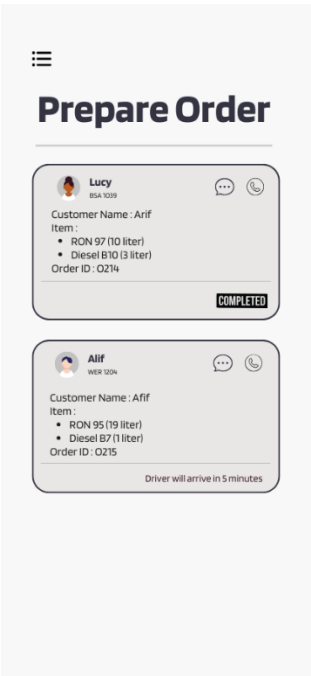 Prepare Order
Lucy
BSA 1039
Customer Name : Arif
Item :
• RON 97 (10 liter)
• Diesel B10 (3 liter)
Order ID : O214
COMPLETED
Alif
WER 1204
Customer Name : Afif
Item :
• RON 95 (19 liter)
• Diesel B7 (1 liter)
Order ID : O215
Driver will arrive in 5 minutes